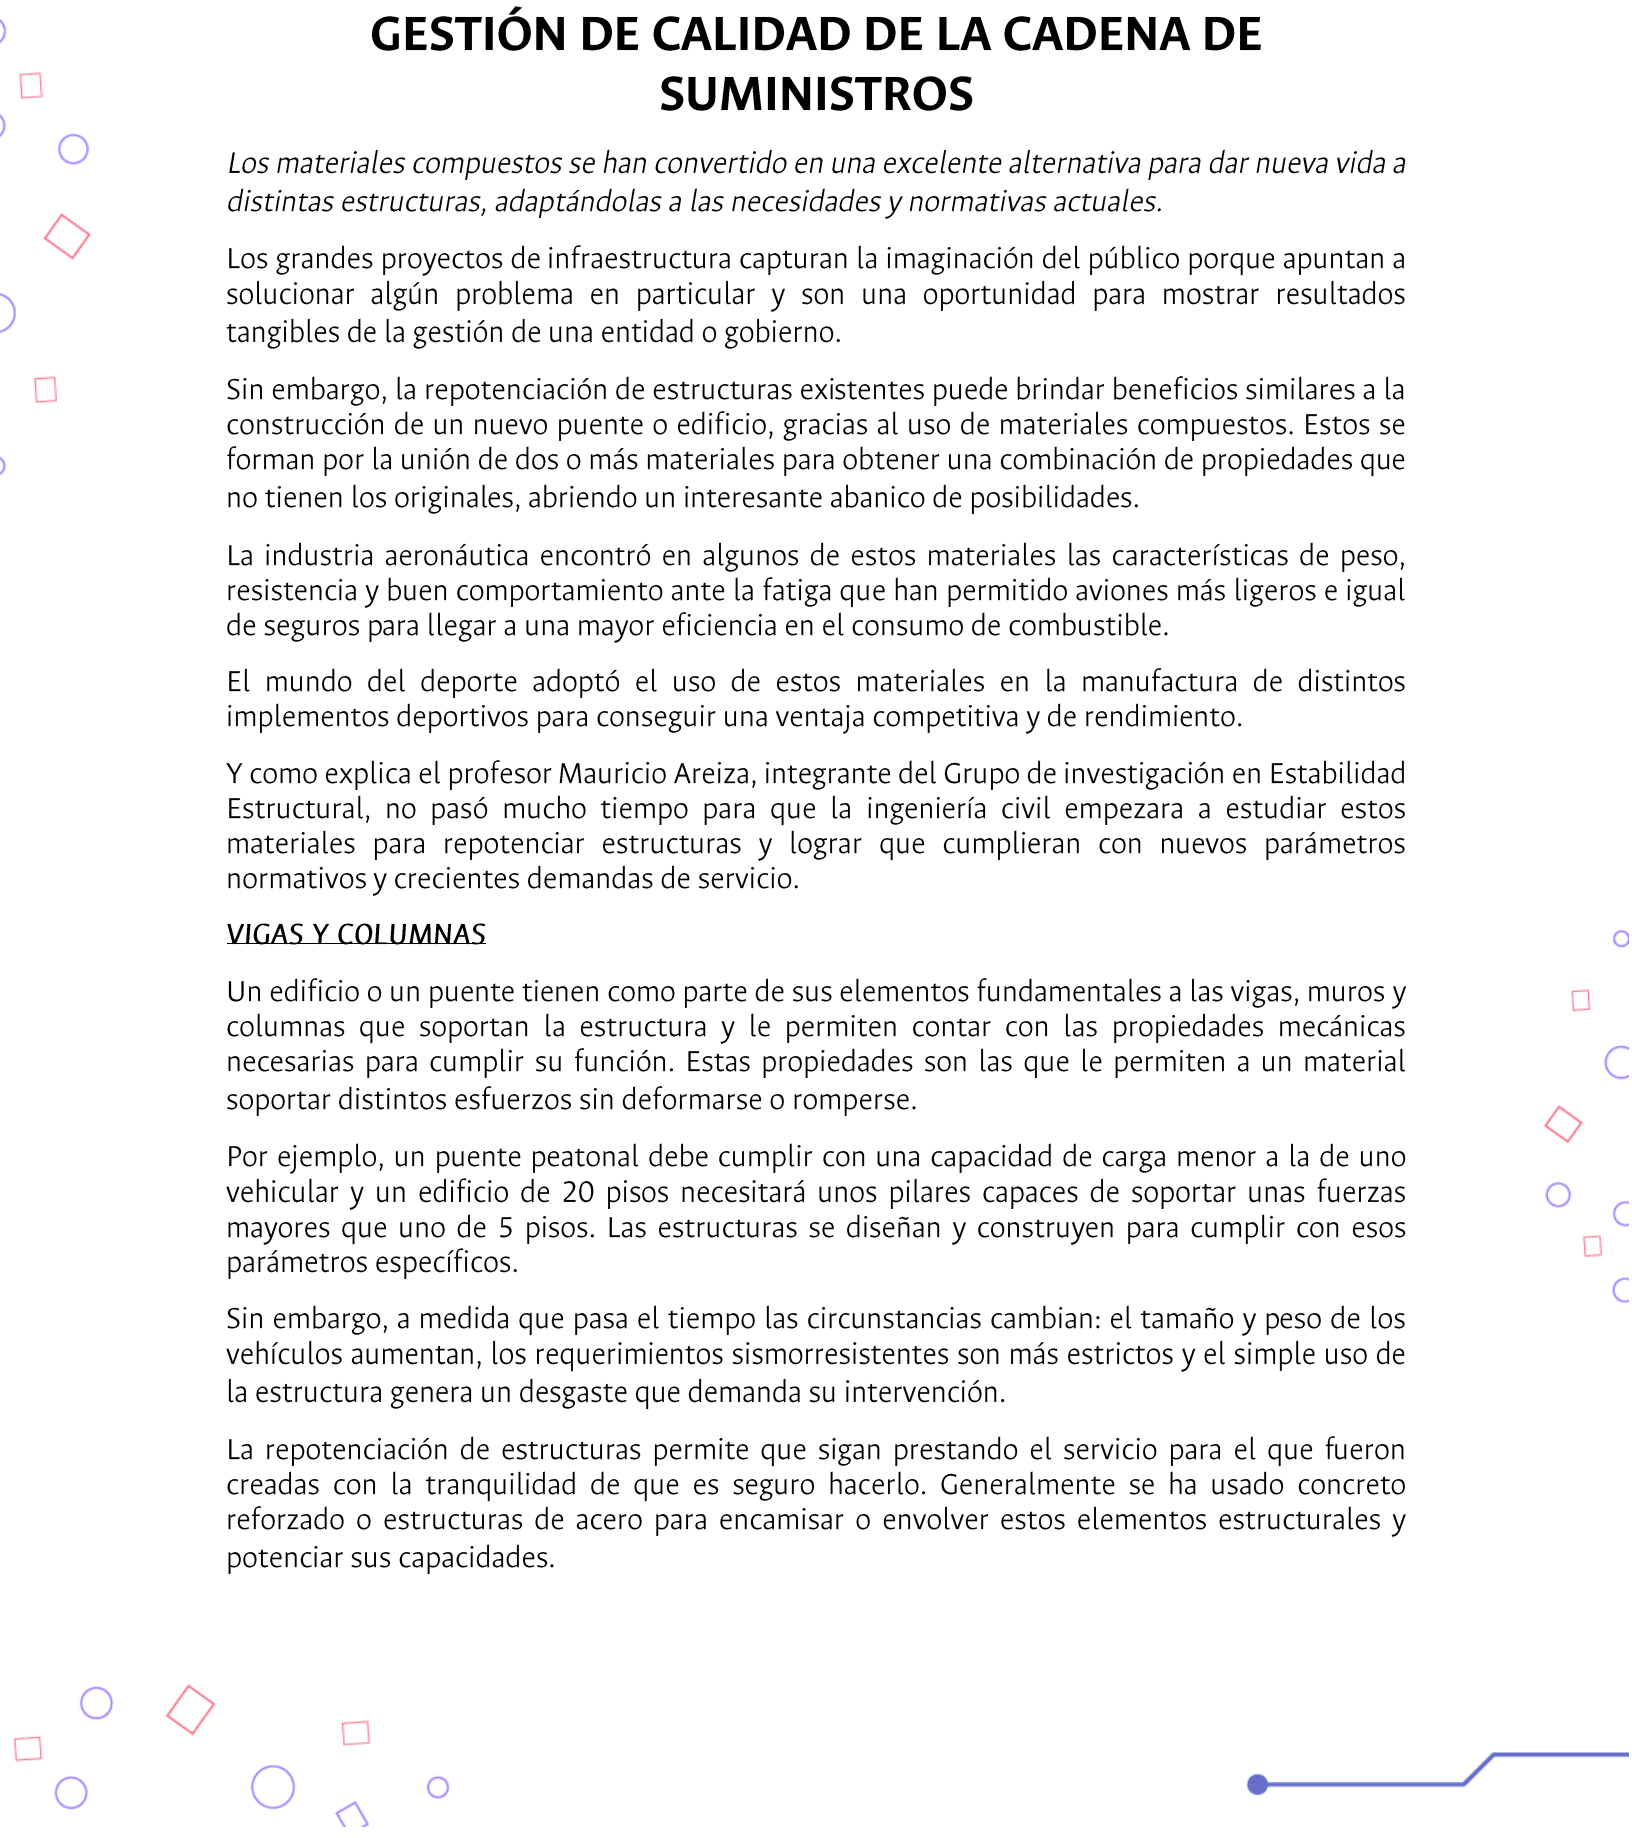 GESTIÓN DE CALIDAD DE LA CADENA DE
SUMINISTROS
Los materiales compuestos se han convertido en una excelente alternativa para dar nueva vida a
distintas estructuras, adaptándolas a las necesidades y normativas actuales.
Los grandes proyectos de infraestructura capturan la imaginación del público porque apuntan a
solucionar algún problema en particular y son una oportunidad para mostrar resultados
tangibles de la gestión de una entidad o gobierno.
Sin embargo, la repotenciación de estructuras existentes puede brindar beneficios similares a la
construcción de un nuevo puente o edificio, gracias al uso de materiales compuestos. Estos se
forman por la unión de dos o más materiales para obtener una combinación de propiedades que
no tienen los originales, abriendo un interesante abanico de posibilidades.
La industria aeronáutica encontró en algunos de estos materiales las características de peso,
resistencia y buen comportamiento ante la fatiga que han permitido aviones más ligeros e igual
de seguros para llegar a una mayor eficiencia en el consumo de combustible.
El mundo del deporte adoptó el uso de estos materiales en la manufactura de distintos
implementos deportivos para conseguir una ventaja competitiva y de rendimiento.
Y como explica el profesor Mauricio Areiza, integrante del Grupo de investigación en Estabilidad
Estructural, no pasó mucho tiempo para que la ingeniería civil empezara a estudiar estos
materiales para repotenciar estructuras y lograr que cumplieran con nuevos parámetros
normativos y crecientes demandas de servicio.
VIGAS Y COLUMNAS
Un edificio o un puente tienen como parte de sus elementos fundamentales a las vigas, muros y
columnas que soportan la estructura y le permiten contar con las propiedades mecánicas
necesarias para cumplir su función. Estas propiedades son las que le permiten a un material
soportar distintos esfuerzos sin deformarse o romperse.
Por ejemplo, un puente peatonal debe cumplir con una capacidad de carga menor a la de uno
vehicular y un edificio de 20 pisos necesitará unos pilares capaces de soportar unas fuerzas
mayores que uno de 5 pisos. Las estructuras se diseñan y construyen para cumplir con esos
parámetros específicos.
Sin embargo, a medida que pasa el tiempo las circunstancias cambian: el tamaño y peso de los
vehículos aumentan, los requerimientos sismorresistentes son más estrictos y el simple uso de
la estructura genera un desgaste que demanda su intervención.
La repotenciación de estructuras permite que sigan prestando el servicio para el que fueron
creadas con la tranquilidad de que es seguro hacerlo. Generalmente se ha usado concreto
reforzado o estructuras de acero para encamisar o envolver estos elementos estructurales y
potenciar sus capacidades.